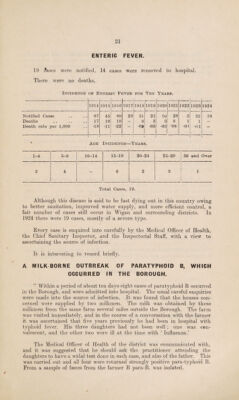 21
ENTERIC FEVER.
19 cases were notified, 14 cases were removed to hospital.
There were no deaths.
INCIDENCE OF ENTERIC FEVER FOR TEN YEARS.
1914 1915 1916 1917 1918 1919 1920 1921 1922 1923 1924
Notified Cases
Deaths
Death rate per 1,000
AGE INCIDENCE—YEARS.
1-4 5-9 10-14 15-19 20-24 25-29 30 and Over
Total Cases, 19.
Although this disease is said to be fast dying out in this country owing
to better sanitation, improved water supply, and more efficient control, a
fair number of cases still occur in Wigan and surrounding districts. In
1924 there were 19 cases, mostly of a severe type.
Every case is enquired into carefully by the Medical Officer of Health,
the Chief Sanitary Inspector, and the Inspectorial Staff, with a view to
ascertaining the source of infection.
It is interesting to record briefly.
A MILK-BORNE OUTBREAK OF PARATYPHOID B, WHICH
OCCURRED IN THE BOROUGH.
" Within a period of about ten days eight cases of paratyphoid B occurred
in the Borough, and were admitted into hospital. The usual careful enquiries
were made into the source of infection. It was found that the houses con-
cerned were supplied by two milkmen. The milk was obtained by these
milkmen from the same farm several miles outside the Borough. The farm
was visited immediately, and in the course of a conversation with the farmer
it was ascertained that five years previously he had been in hospital with
typhoid fever. His three daughters had not been well; one was con-
valescent, and the other two were ill at the time with ' Influenza.'
The Medical Officer of Health of the district was communicated with,
and it was suggested that he should ask the practitioner attending the
daughters to have a widal test done in each case, and also of the father. This
was carried out and all four were returned strongly positive para-typhoid B.
From a sample of fæces from the farmer B para-B. was isolated.